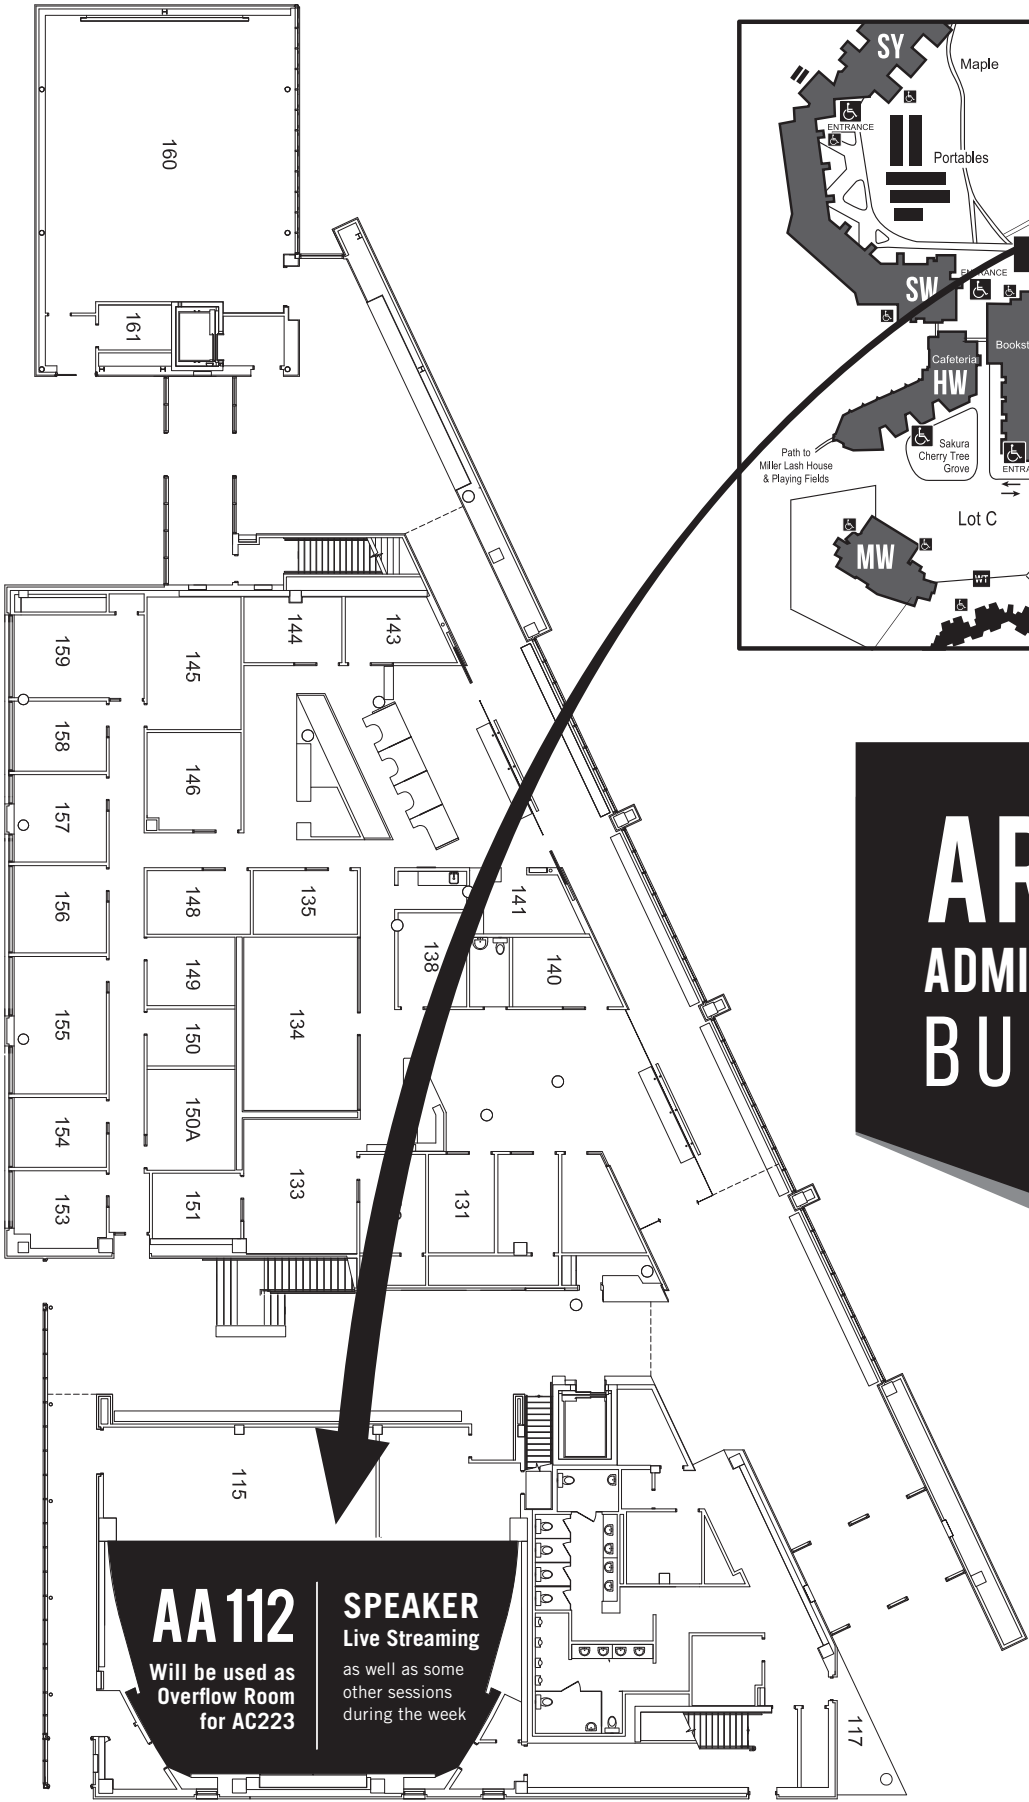 160
161
SY
Maple
ENTRANCE
Portables
SW
ENTRANCE
Cafeteria
HW
Bookst
Path to
Miller Lash House
& Playing Fields
Sakura
Cherry Tree
Grove
ENTRA
Lot C
MW
WT
159
145
144
143
158
146
157
156
148
135
141
149
138
140
155
150
134
154
150A
153
151
133
131
AR
ADMI
BU
115
AA 112
Will be used as
Overflow Room
for AC223
SPEAKER
Live Streaming
as well as some
other sessions
during the week
117